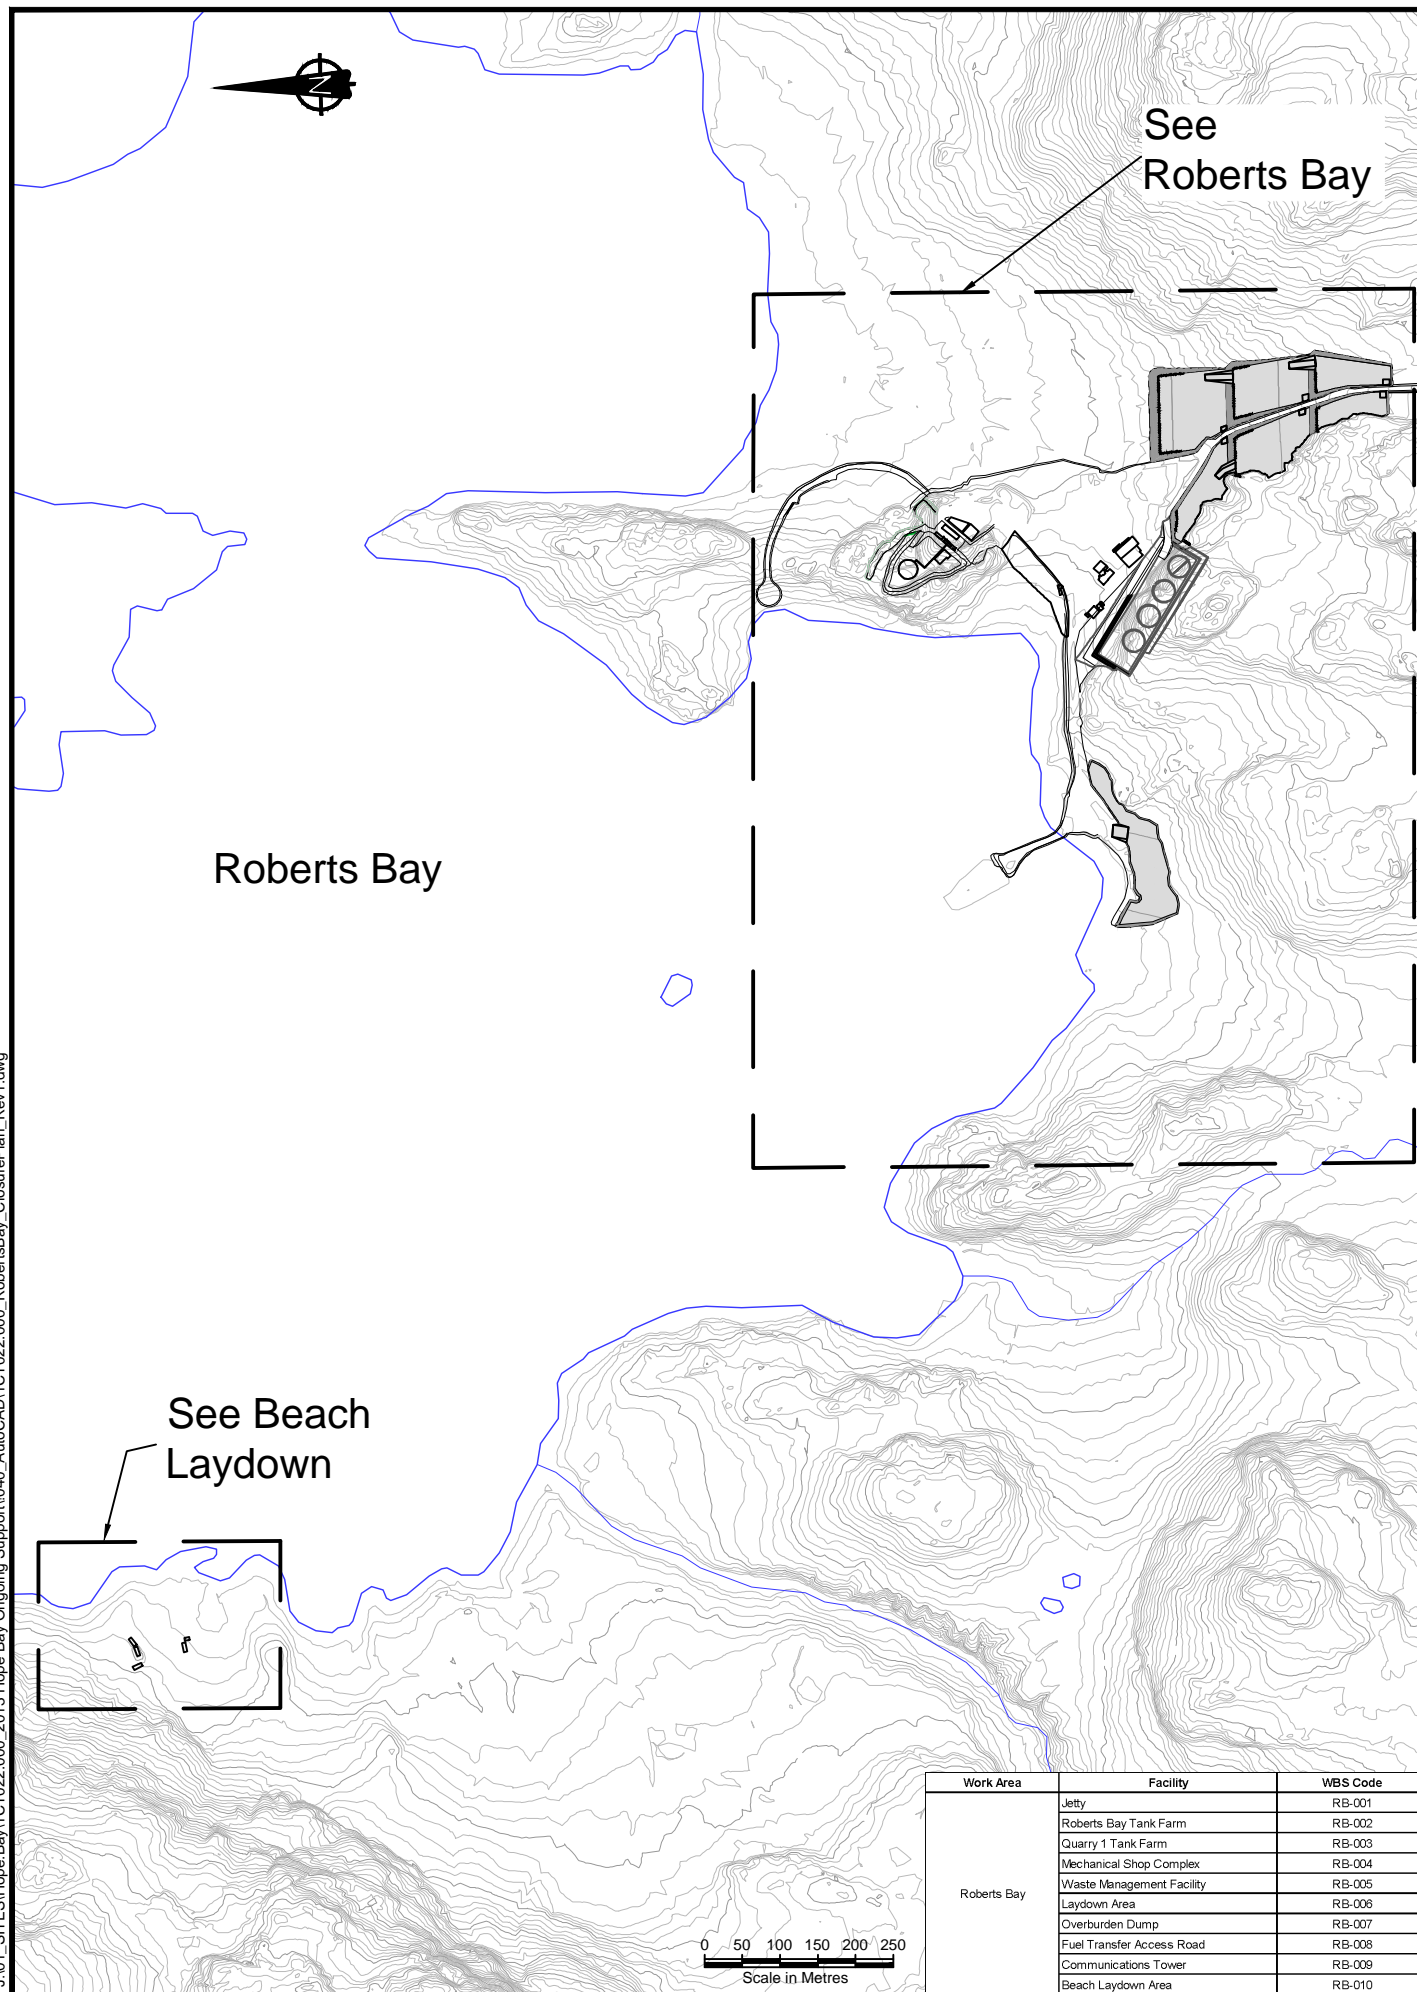 N
See
Roberts Bay
Roberts Bay
See Beach
Laydown
Work Area Facility WBS Code
Roberts Bay
Jetty RB-001
Roberts Bay Tank Farm RB-002
Quarry 1 Tank Farm RB-003
Mechanical Shop Complex RB-004
Waste Management Facility RB-005
Laydown Area RB-006
Overburden Dump RB-007
Fuel Transfer Access Road RB-008
Communications Tower RB-009
Beach Laydown Area RB-010
0 50 100 150 200 250
Scale in Metres